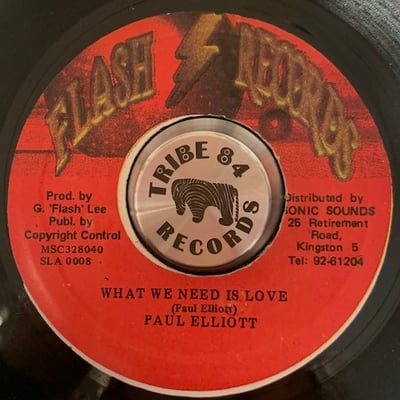 FLASH RECORDS
TRIBE 84
RECORDS
Prod. by
G. 'Flash' Lee
Publ. by
Copyright Control
MSC328040
SLA 0008
Distributed by
SONIC SOUNDS
25 Retirement
Road,
Kingston 5
Tel: 92-61204
WHAT WE NEED IS LOVE
(Paul Elliott)
PAUL ELLIOTT